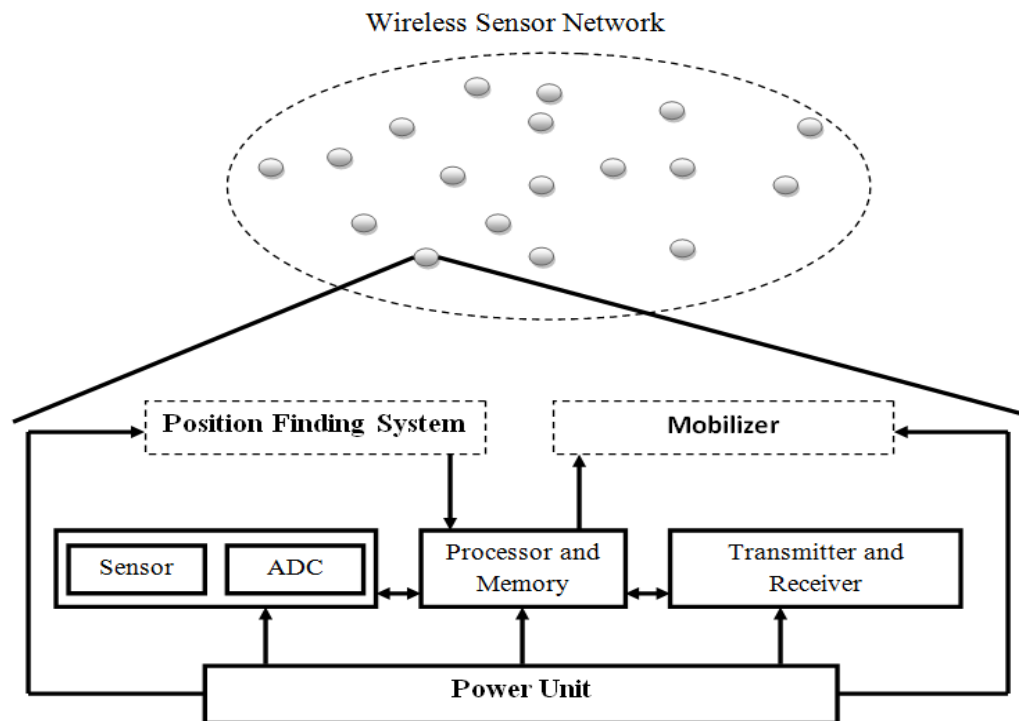 Wireless Sensor Network
Position Finding System
Mobilizer
Sensor
ADC
Processor and
Memory
Transmitter and
Receiver
Power Unit